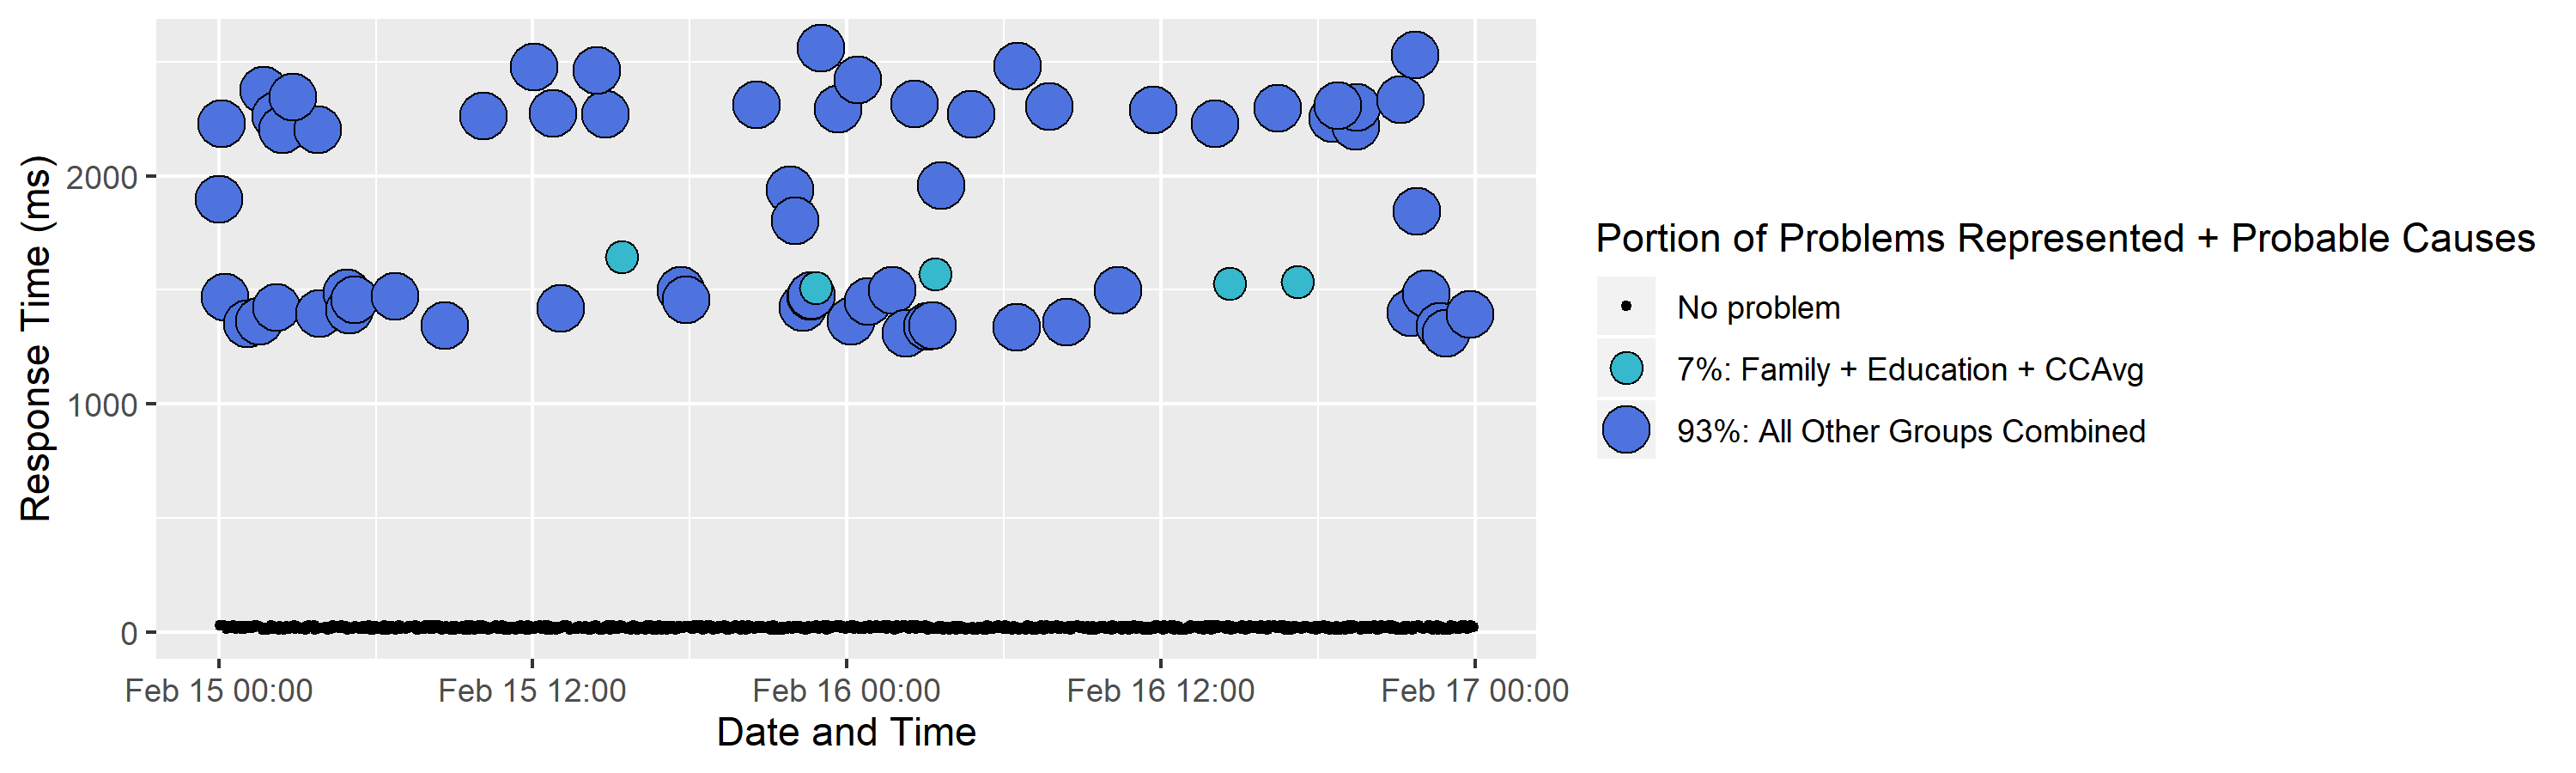 Response Time (ms)
2000
1000
0
Feb 15 00:00
Feb 15 12:00
Feb 16 00:00
Feb 16 12:00
Feb 17 00:00
Date and Time
Portion of Problems Represented + Probable Causes
No problem
7%: Family + Education + CCAvg
93%: All Other Groups Combined